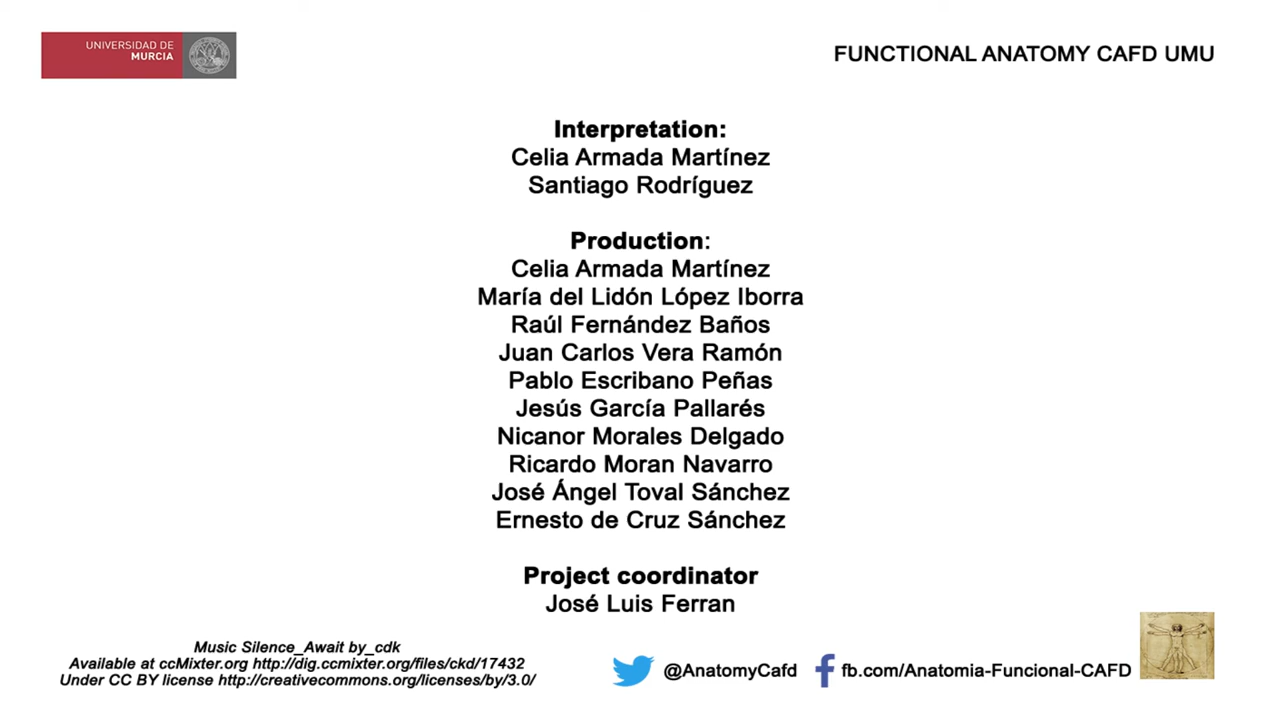 UNIVERSIDAD DE
MURCIA
FUNCTIONAL ANATOMY CAFD UMU
Interpretation:
Celia Armada Martínez
Santiago Rodríguez
Production:
Celia Armada Martínez
María del Lidón López Iborra
Raúl Fernández Baños
Juan Carlos Vera Ramón
Pablo Escribano Peñas
Jesús García Pallarés
Nicanor Morales Delgado
Ricardo Moran Navarro
José Ángel Toval Sánchez
Ernesto de Cruz Sánchez
Project coordinator
José Luis Ferran
Music Silence_Await by_cdk
Available at ccMixter.org http://dig.ccmixter.org/files/ckd/17432
Under CC BY license http://creativecommons.org/licenses/by/3.0/
@AnatomyCafd
fb.com/Anatomia-Funcional-CAFD